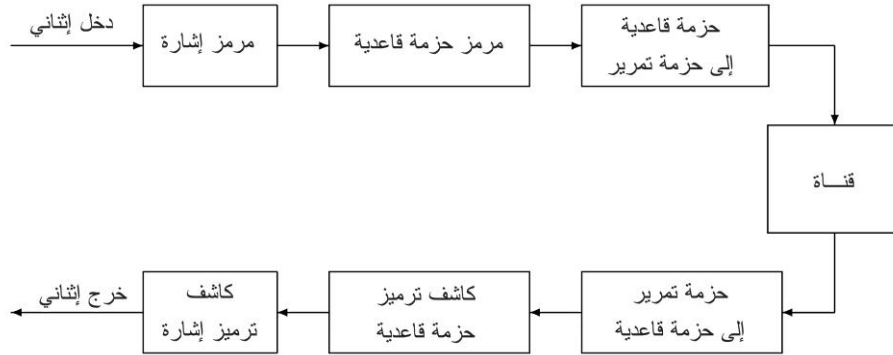 دخل إثناني
مرمز إشارة
مرمز حزمة قاعدية
حزمة قاعدية
إلى حزمة تمرير
قنـــاة
حزمة تمرير
إلى حزمة قاعدية
كاشف ترميز
حزمة قاعدية
كاشف
ترميز إشارة
خرج إثناني